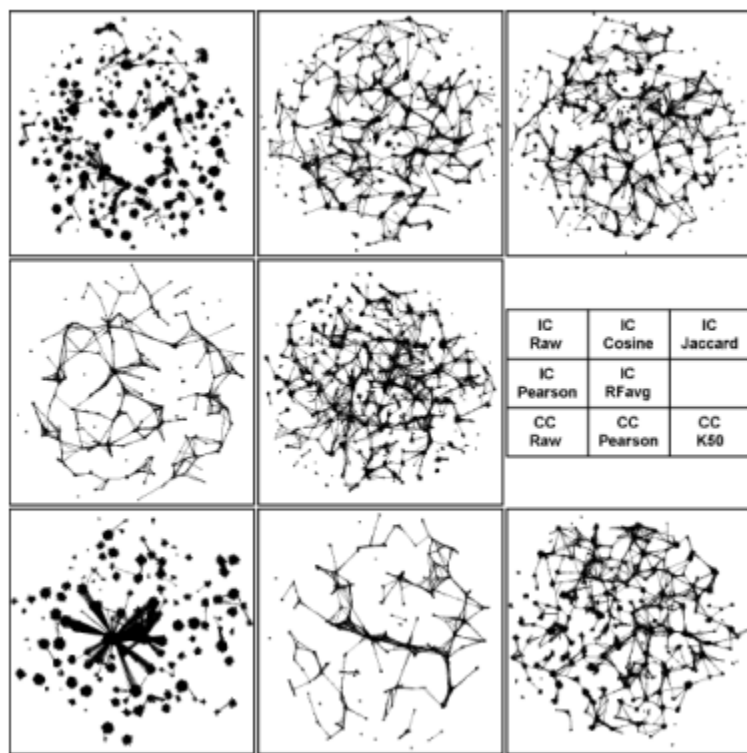 IC IC IC
Raw Cosine Jaccard
IC IC
Pearson RFavg
CC CC CC
Raw Pearson K50